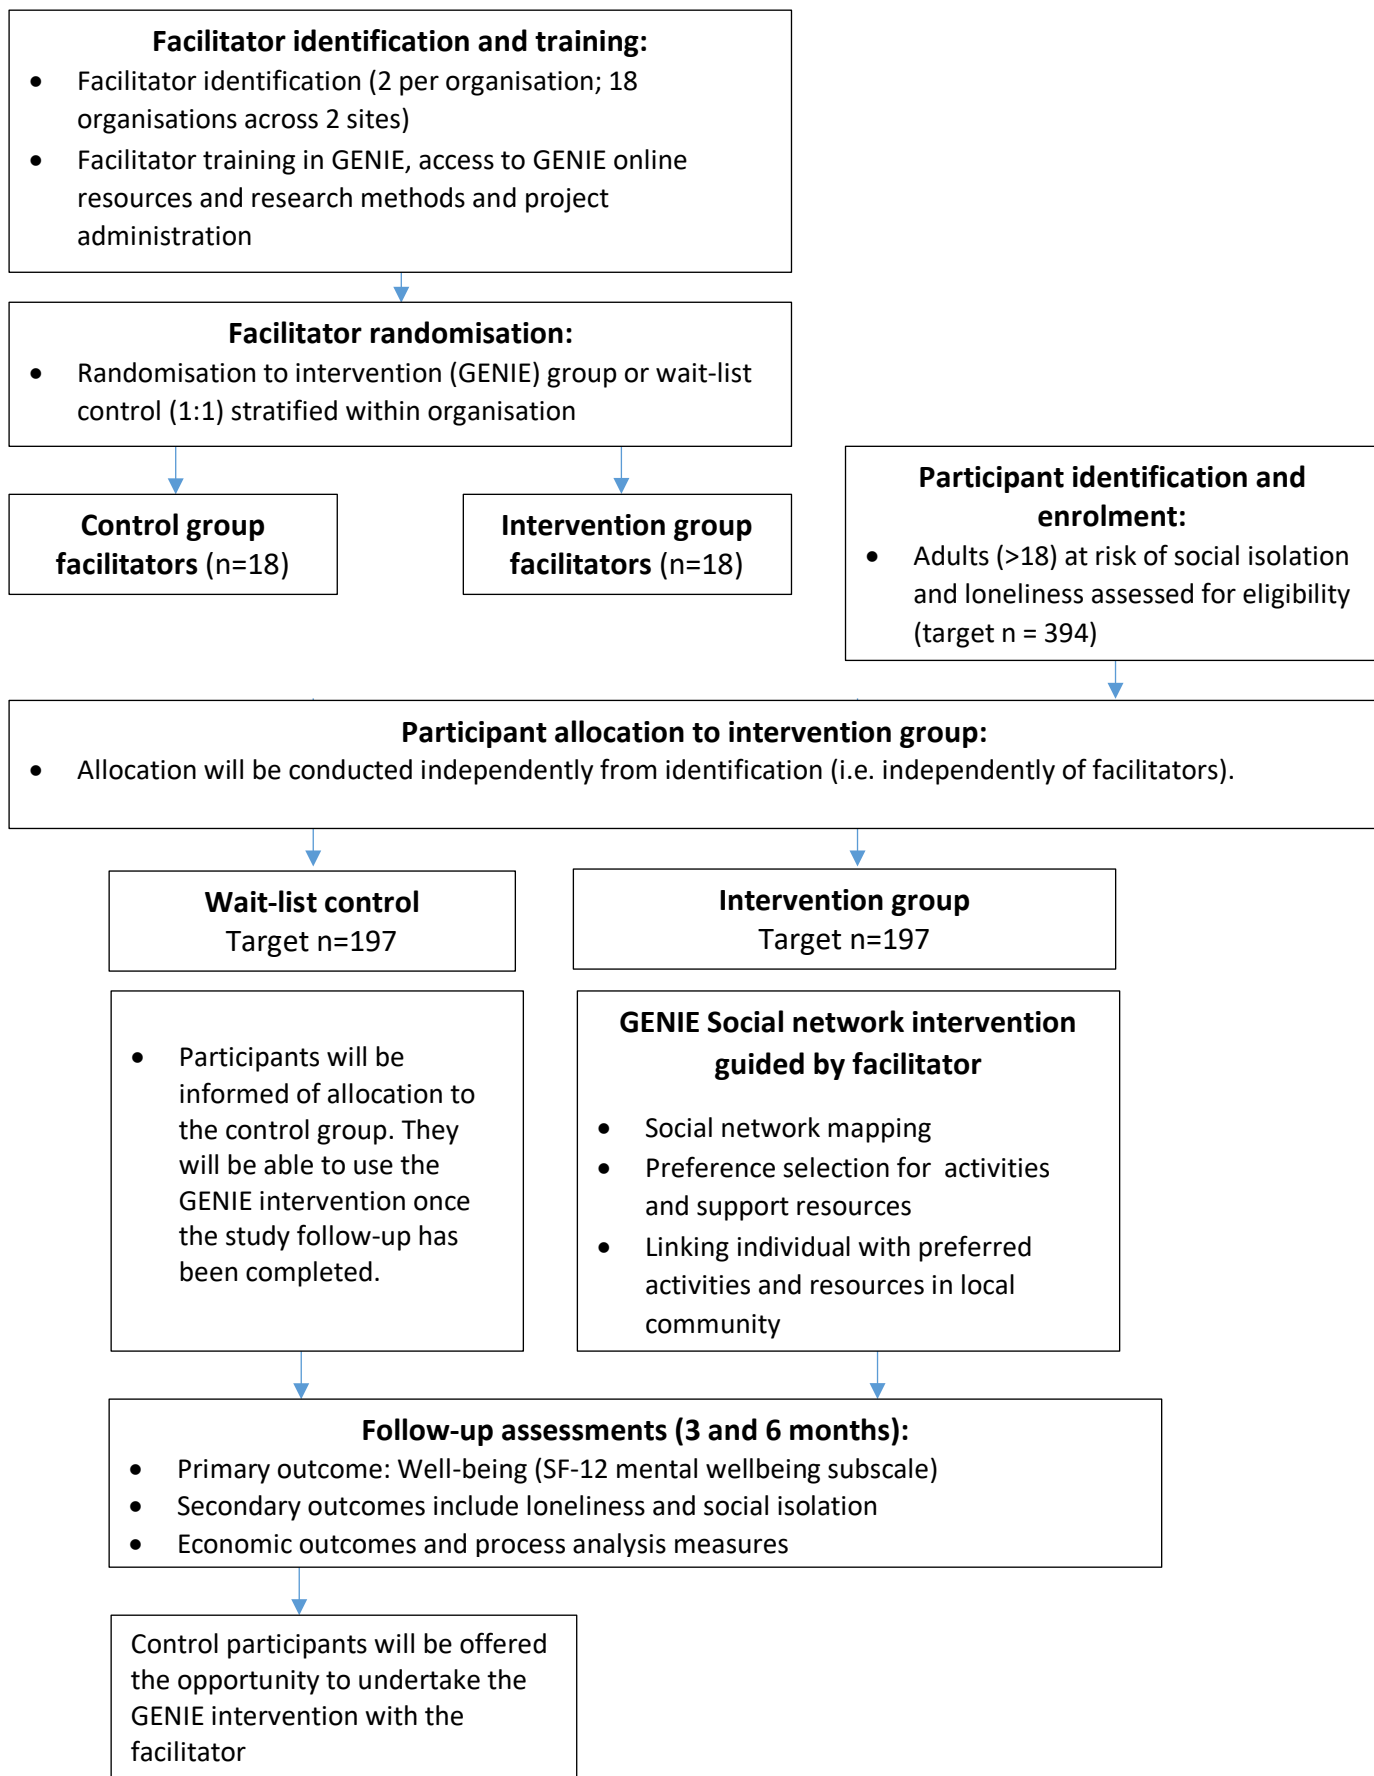 Facilitator identification and training:
• Facilitator identification (2 per organisation; 18
organisations across 2 sites)
• Facilitator training in GENIE, access to GENIE online
resources and research methods and project
administration
Facilitator randomisation:
• Randomisation to intervention (GENIE) group or wait-list
control (1:1) stratified within organisation
Control group
facilitators (n=18)
Intervention group
facilitators (n=18)
Participant identification and
enrolment:
• Adults (>18) at risk of social isolation
and loneliness assessed for eligibility
(target n = 394)
Participant allocation to intervention group:
• Allocation will be conducted independently from identification (i.e. independently of facilitators).
Wait-list control
Target n=197
Intervention group
Target n=197
• Participants will be
informed of allocation to
the control group. They
will be able to use the
GENIE intervention once
the study follow-up has
been completed.
GENIE Social network intervention
guided by facilitator
• Social network mapping
• Preference selection for  activities
and support resources
• Linking individual with preferred
activities and resources in local
community
Follow-up assessments (3 and 6 months):
• Primary outcome: Well-being (SF-12 mental wellbeing subscale)
• Secondary outcomes include loneliness and social isolation
• Economic outcomes and process analysis measures
Control participants will be offered
the opportunity to undertake the
GENIE intervention with the
facilitator